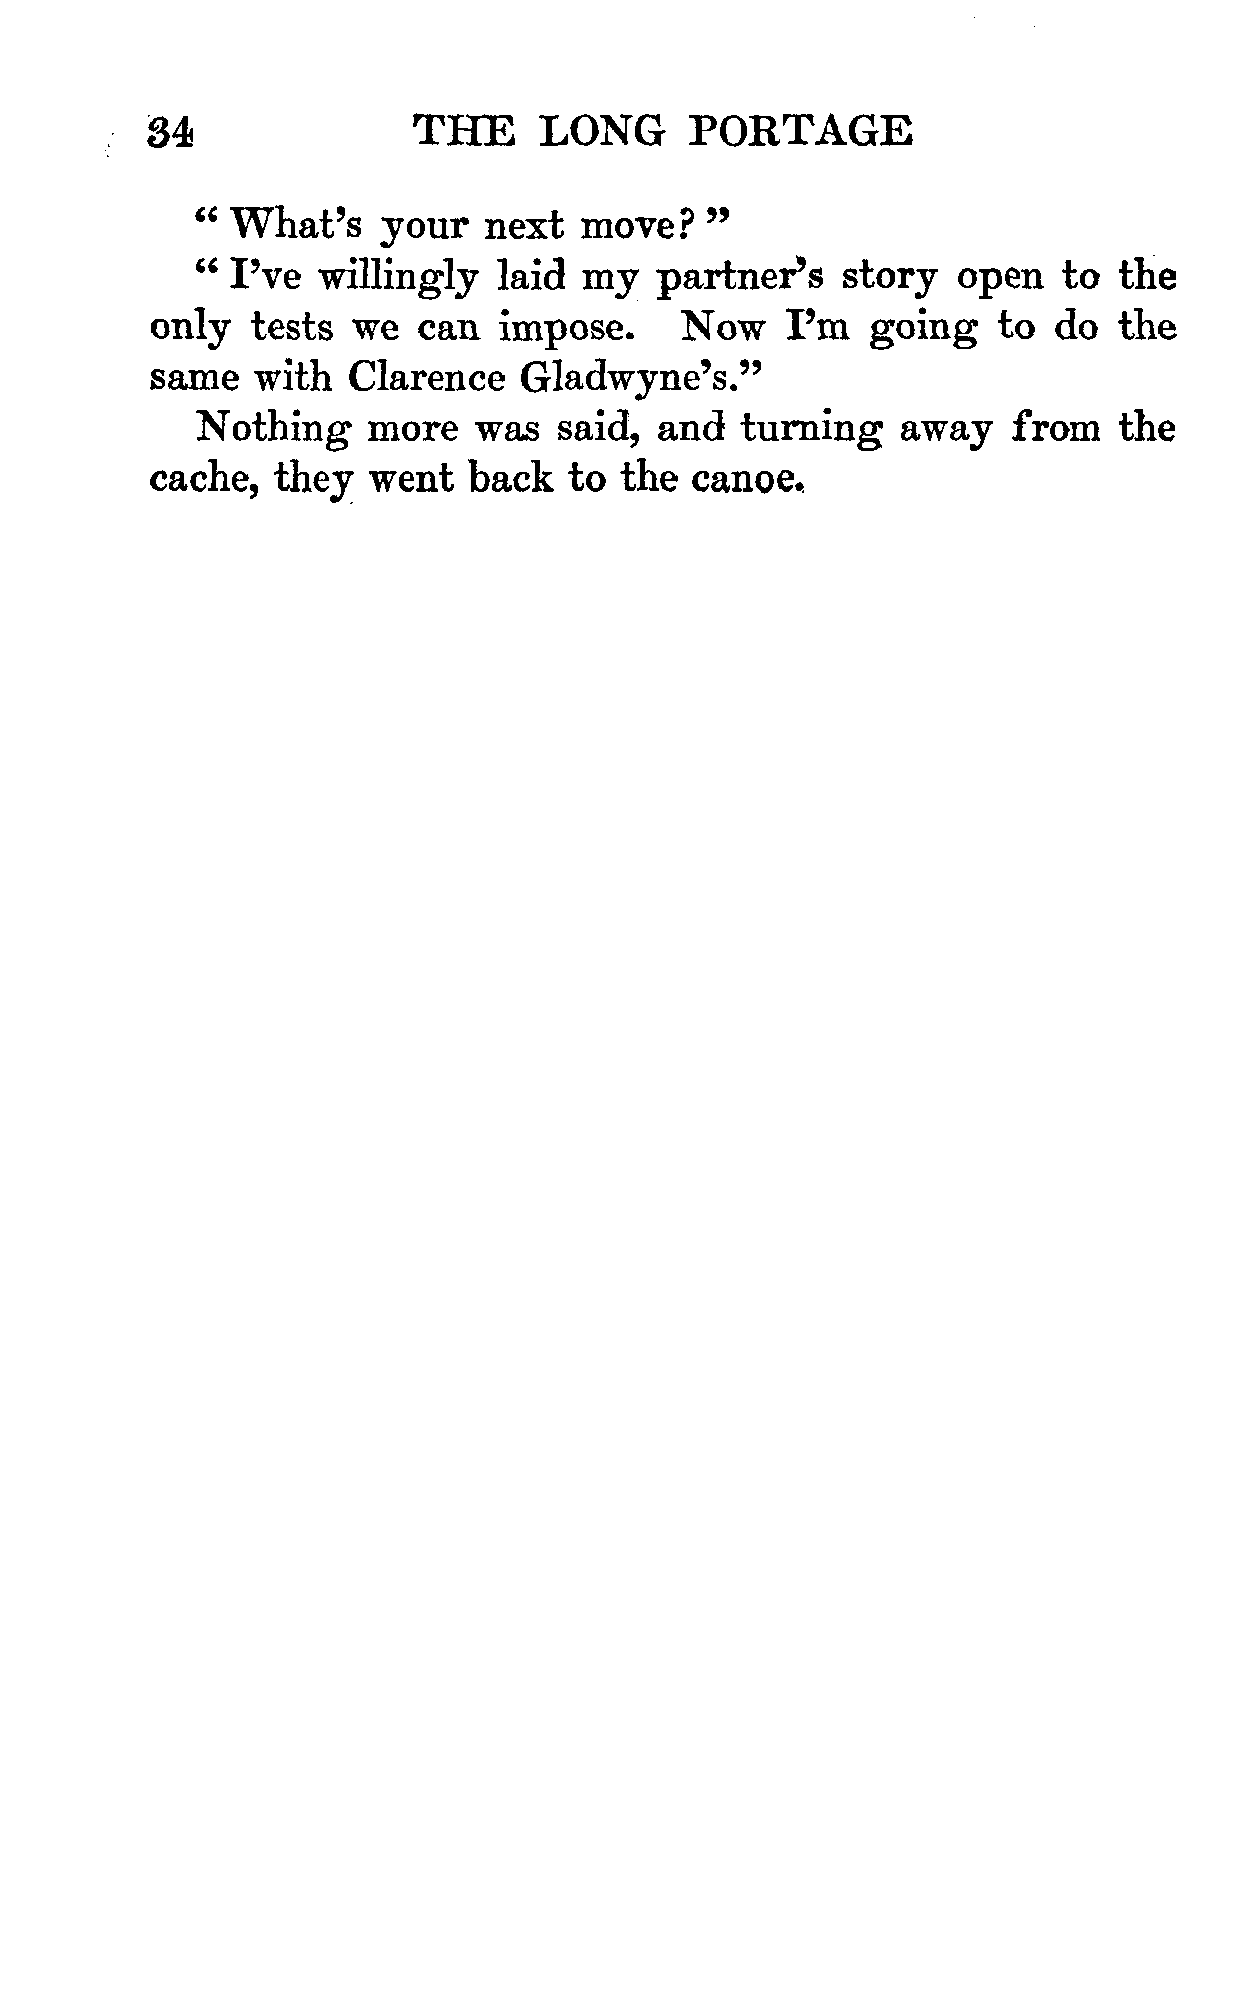 34 THE LONG PORTAGE
“ What’s your next move? ”
“ I’ve willingly laid my partner’s story open to the
only tests we can impose. Now I’m going to do the
same with Clarence Gladwyne’s.”
Nothing more was said, and turning away from the
cache, they went back to the canoe.